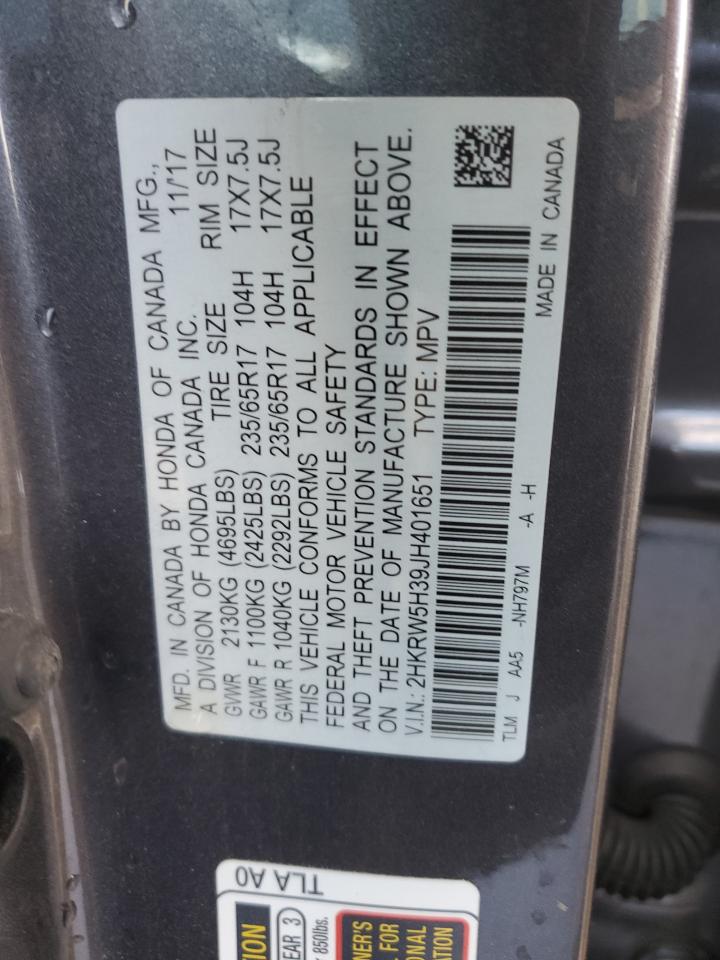 MFD. IN CANADA BY HONDA OF CANADA MFG.,
A DIVISION OF HONDA CANADA INC. 11/'17
GVWR 2130KG (4695LBS) TIRE SIZE RIM SIZE
GAWR F 1100KG (2425LBS) 235/65R17 104H 17X7.5J
GAWR R 1040KG (2292LBS) 235/65R17 104H 17X7.5J
THIS VEHICLE CONFORMS TO ALL APPLICABLE
FEDERAL MOTOR VEHICLE SAFETY
AND THEFT PREVENTION STANDARDS IN EFFECT
ON THE DATE OF MANUFACTURE SHOWN ABOVE.
V.I.N.: 2HKRW5H39JH401651 TYPE: MPV
TLM J AA5 -NH797M -A -H
MADE IN CANADA
TLA A0
850lbs.